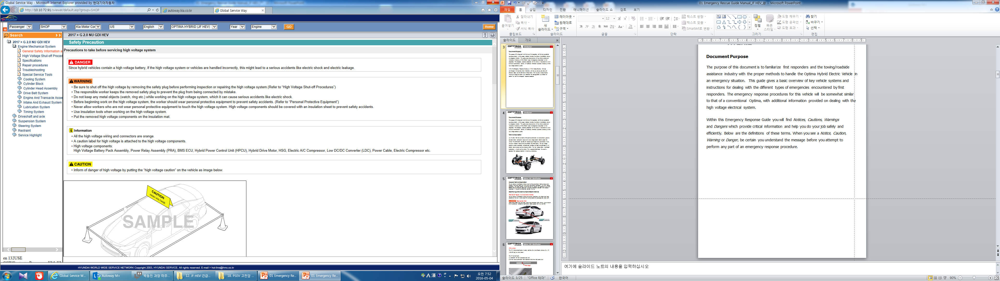 Global Service Way - Microsoft Internet Explorer provided by 현대기아자동차
http://10.10.72.91/sviewer/default.asp?group=SHOP
autoway.kia.co.kr
Global Service Way
Passenger
SHOP
Kia Motor Cor
US
English
OPTIMA HYBRID (JF HEV)
Year
Engine
GO
Home
Search
2017 > G 2.0 NU GDI HEV
Engine Mechanical System
General Safety Information a
High Voltage Shut-off Proced
Specifications
Repair procedures
Troubleshooting
Special Service Tools
Cooling System
Cylinder Block
Cylinder Head Assembly
Drive Belt System
Engine And Transaxle Asser
Intake And Exhaust System
Lubrication System
Timing System
Driveshaft and axle
Suspension System
Steering System
Restraint
Service Highlight
en 132USE
2017 > G 2.0 NU GDI HEV
Safety Precaution
Precautions to take before servicing high voltage system
DANGER
Since hybrid vehicles contain a high voltage battery, if the high voltage system or vehicles are handled incorrectly, this might lead to a serious accidents like electric shock and electric leakage.
WARNING
• Be sure to shut off the high voltage by removing the safety plug before performing inspection or repairing the high voltage system.(Refer to “High Voltage Shut-off Procedures”)
• The responsible worker keeps the removed safety plug to prevent the plug from being connected by mistake.
• Do not keep any metal objects (watch, ring etc.) while working on the high voltage system, which it can cause serious accidents like electric shock.
• Before beginning work on the high voltage system, the worker should wear personal protective equipment to prevent safety accidents. (Refer to “Personal Protective Equipment”)
• Never allow workers who are not wear personal protective equipment to touch the high voltage system. High voltage components should be covered with an insulation sheet to prevent safety accidents.
• Use insulation tools when working on the high voltage system.
• Put the removed high voltage components on the insulation mat.
Information
• All the high voltage wiring and connectors are orange.
• A caution label for high voltage is attached to the high voltage components.
• High voltage components:
High Voltage Battery Pack Assembly, Power Relay Assembly (PRA), BMS ECU, Hybrid Power Control Unit (HPCU), Hybrid Drive Motor, HSG, Electric A/C Compressor, Low DC/DC Converter (LDC), Power Cable, Electric Compressor etc.
CAUTION
• Inform of danger of high voltage by putting the “high voltage caution” on the vehicle as image below.
CAUTION
HIGH VOLTAGE
SAMPLE
HYUNDAI WORLD WIDE SERVICE NETWORK Copyright 2003, HYUNDAI SERVICE. All rights reserved. E-mail > hot-line@hmc.co.kr
Global Service W...
Autoway M+
박동진 과장 미주...
12. JF HEV 긴급...
18. PSEV 고전압 ...
01 Emergency Re...
01 Emergency Re...
A 漢
오전 7:52
2016-05-04
01 Emergency Rescue Guide Manual_JF HEV_완 - Microsoft PowerPoint
파일 홈 삽입 디자인 전환 애니메이션 슬라이드 쇼 검토 보기
붙여넣기
잘라내기
복사
서식 복사
클립보드
새 슬라이드
레이아웃
원래대로
구역
슬라이드
12
글꼴
텍스트 방향
텍스트 맞춤
SmartArt로 변환
단락
정렬
빠른 스타일
도형 채우기
도형 윤곽선
도형 효과
그리기
찾기
바꾸기
선택
편집
슬라이드 개요
3
OPTIMA
Introduction
Document Purpose
4
OPTIMA
Introduction
Document Purpose
Vehicle Description
5
OPTIMA
Optima HEV Identification
General Vehicle Description
Identifying a Kia Optima Hybrid Electric Vehicle
6
OPTIMA
Optima HEV Identification
Document Purpose
The purpose of this document is to familiarize first responders and the towing/roadside
assistance industry with the proper methods to handle the Optima Hybrid Electric Vehicle in
an emergency situation. This guide gives a basic overview of key vehicle systems and
instructions for dealing with the different types of emergencies encountered by first
responders. The emergency response procedures for this vehicle will be somewhat similar
to that of a conventional Optima, with additional information provided on dealing with the
high voltage electrical system.
Within this Emergency Response Guide you will find Notices, Cautions, Warnings
and Dangers which provide critical information and help you do your job safely and
efficiently. Below are the definitions of these terms. When you see a Notice, Caution,
Warning or Danger, be certain you understand the message before you attempt to
perform any part of an emergency response procedure.
여기에 슬라이드 노트의 내용을 입력하십시오
슬라이드 3/25
"Office 테마"
한국어
90%